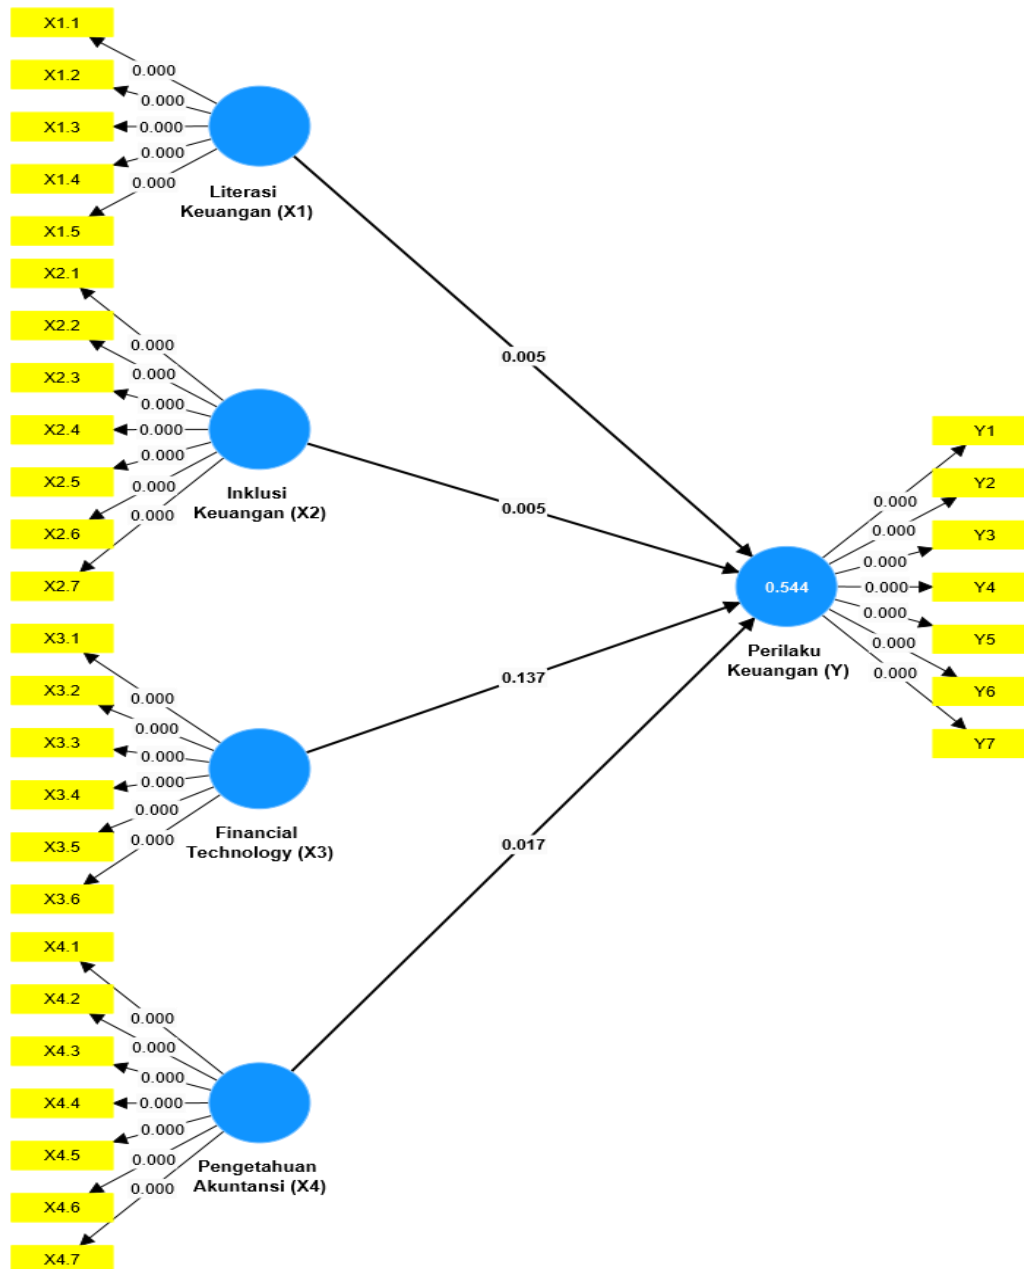 X1.1
X1.2
X1.3
X1.4
X1.5
0.000
0.000
0.000
0.000
0.000
Literasi
Keuangan (X1)
X2.1
X2.2
X2.3
X2.4
X2.5
X2.6
X2.7
0.000
0.000
0.000
0.000
0.000
0.000
0.000
Inklusi
Keuangan (X2)
X3.1
X3.2
X3.3
X3.4
X3.5
X3.6
0.000
0.000
0.000
0.000
0.000
0.000
Financial
Technology (X3)
X4.1
X4.2
X4.3
X4.4
X4.5
X4.6
X4.7
0.000
0.000
0.000
0.000
0.000
0.000
0.000
Pengetahuan
Akuntansi (X4)
0.005
0.005
0.137
0.017
0.544
Perilaku
Keuangan (Y)
0.000
0.000
0.000
0.000
0.000
0.000
0.000
Y1
Y2
Y3
Y4
Y5
Y6
Y7